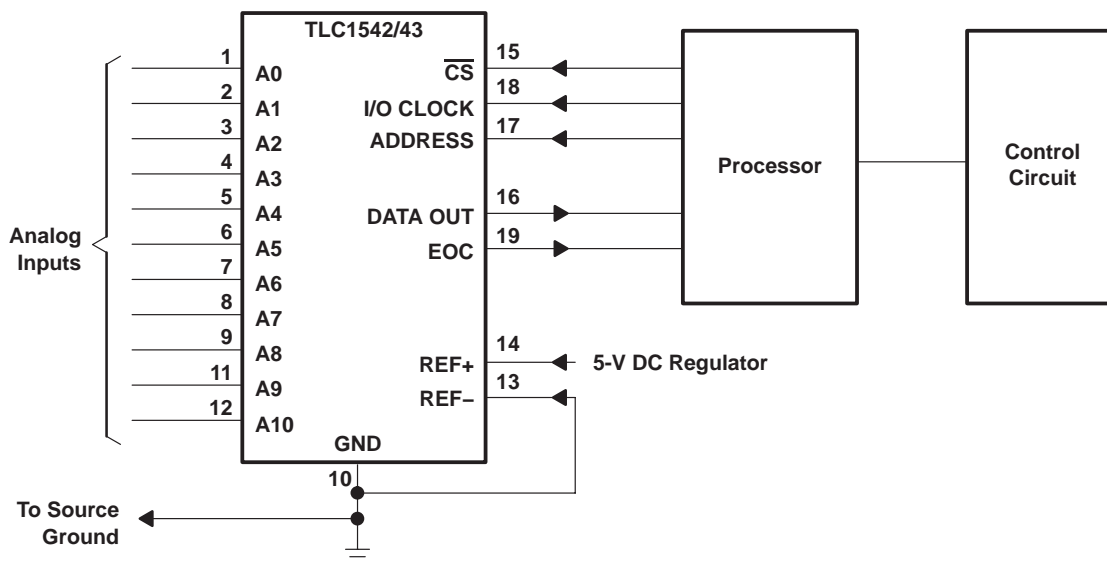 TLC1542/43
1
A0
2
A1
3
A2
4
A3
5
A4
6
A5
7
A6
8
A7
9
A8
11
A9
12
A10
Analog
Inputs
15
CS
18
I/O CLOCK
17
ADDRESS
16
DATA OUT
19
EOC
14
REF+
5-V DC Regulator
13
REF–
GND
10
To Source
Ground
Processor
Control
Circuit